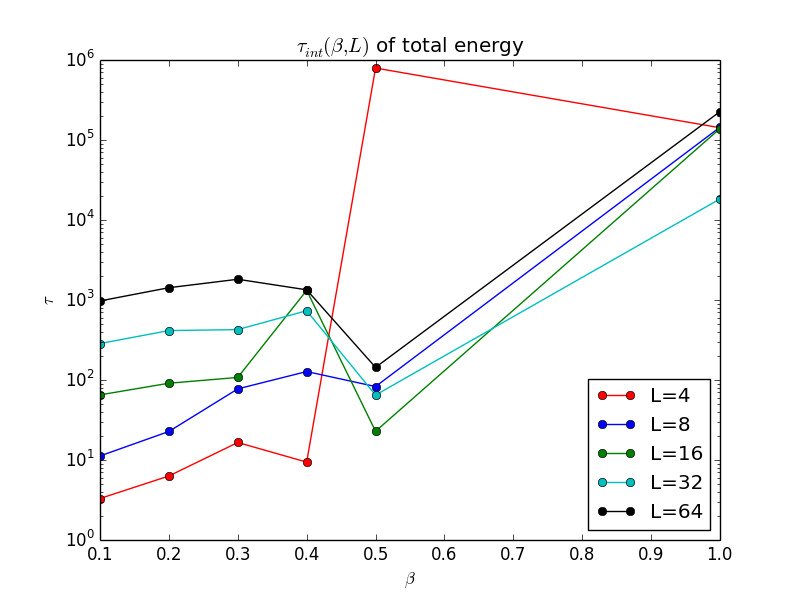 τ_int(β,L) of total energy
10^6
10^5
10^4
10^3
10^2
10^1
10^0
τ
0.1 0.2 0.3 0.4 0.5 0.6 0.7 0.8 0.9 1.0
β
L=4
L=8
L=16
L=32
L=64